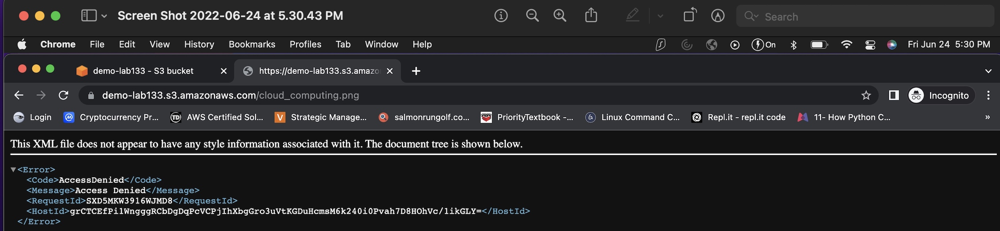 Screen Shot 2022-06-24 at 5.30.43 PM
Search
Chrome File Edit View History Bookmarks Profiles Tab Window Help
On
Fri Jun 24 5:30 PM
demo-lab133 - S3 bucket
https://demo-lab133.s3.amazo
demo-lab133.s3.amazonaws.com/cloud_computing.png
Incognito
Login
Cryptocurrency Pr...
TD
AWS Certified Sol...
V
Strategic Manage...
salmonrungolf.co...
PriorityTextbook -...
Linux Command C...
Repl.it - repl.it code
11- How Python C...
»
This XML file does not appear to have any style information associated with it. The document tree is shown below.
▼<Error>
<Code>AccessDenied</Code>
<Message>Access Denied</Message>
<RequestId>SXD5MKW3916WJMD8</RequestId>
<HostId>grCTCEfPi1WngggRCbDgDqPcVCPjIhXbgGro3uVtKGDuHcmsM6k240i0Pvah7D8HOhVc/1ikGLY=</HostId>
</Error>